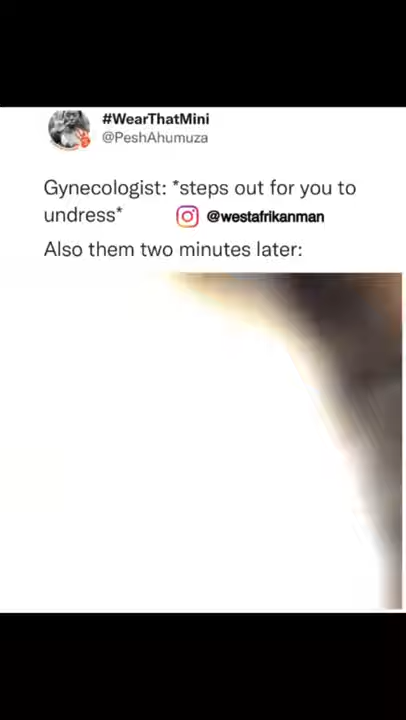 #WearThatMini
@PeshAhumuza
Gynecologist: *steps out for you to
undress*
@westafrikanman
Also them two minutes later: